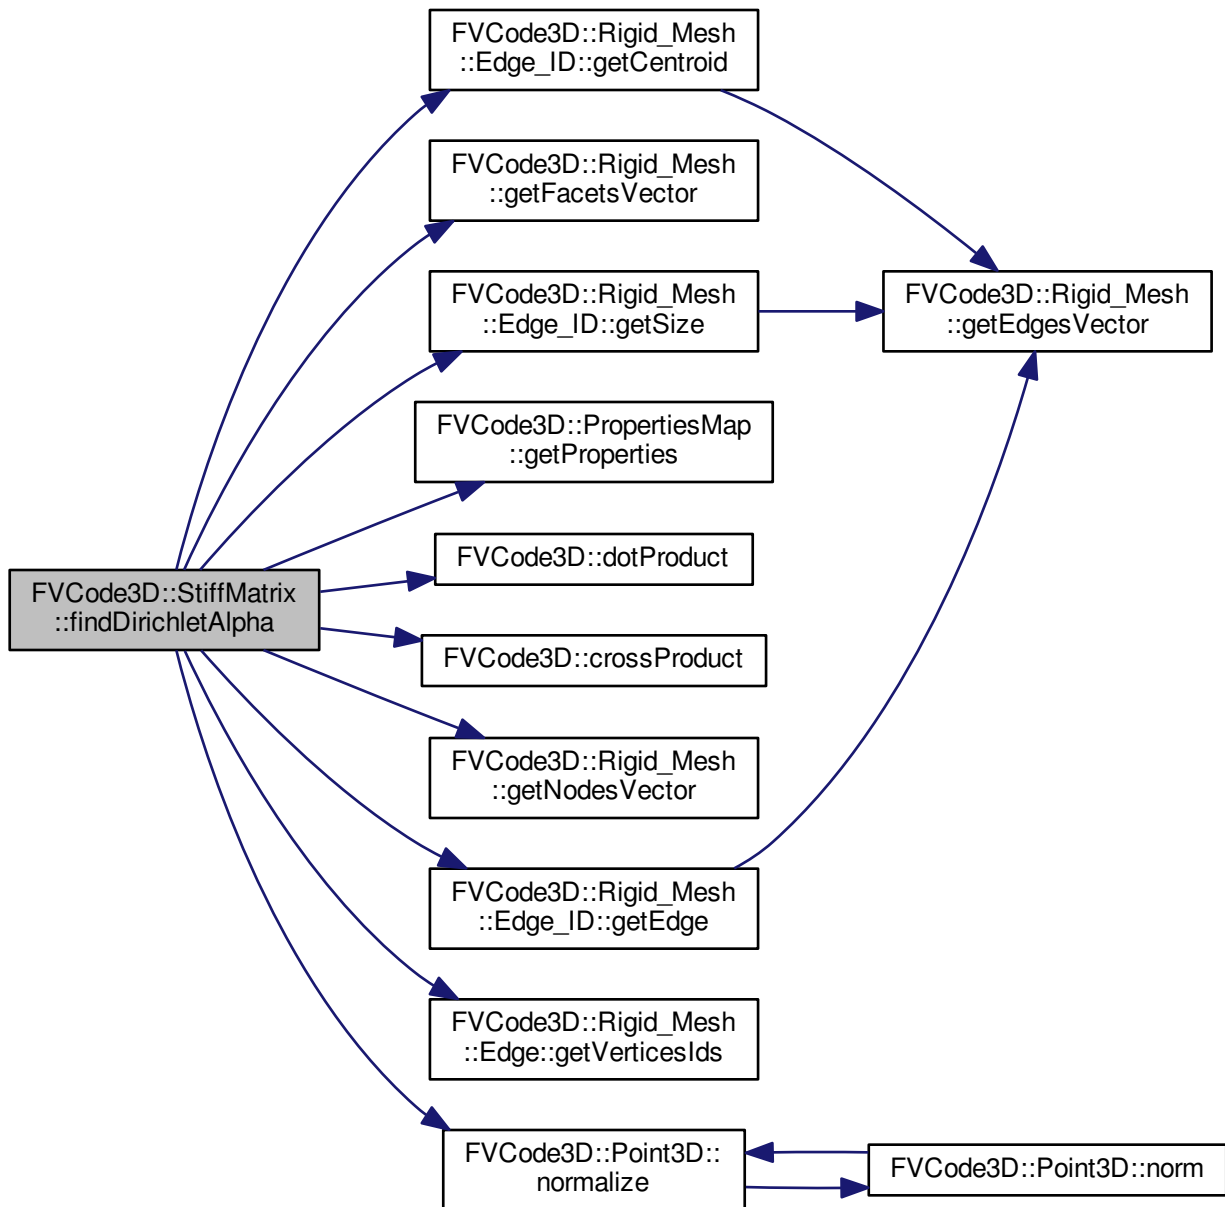 FVCode3D::Rigid_Mesh
::Edge_ID::getCentroid
FVCode3D::Rigid_Mesh
::getFacetsVector
FVCode3D::Rigid_Mesh
::Edge_ID::getSize
FVCode3D::Rigid_Mesh
::getEdgesVector
FVCode3D::PropertiesMap
::getProperties
FVCode3D::dotProduct
FVCode3D::StiffMatrix
::findDirichletAlpha
FVCode3D::crossProduct
FVCode3D::Rigid_Mesh
::getNodesVector
FVCode3D::Rigid_Mesh
::Edge_ID::getEdge
FVCode3D::Rigid_Mesh
::Edge::getVerticesIds
FVCode3D::Point3D::
normalize
FVCode3D::Point3D::norm